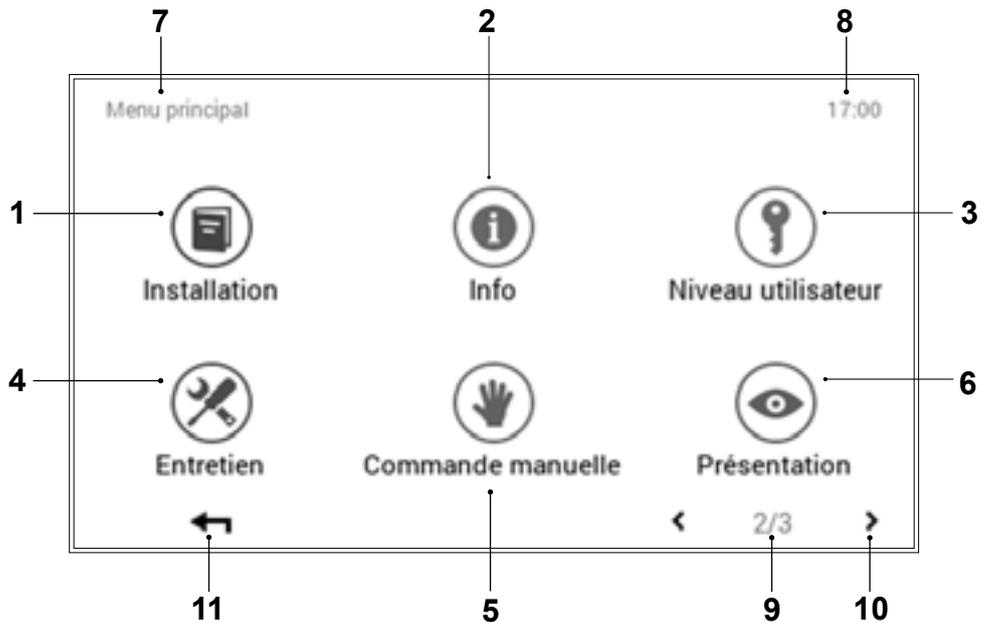 7 2 8
Menu principal 17:00
1 3
Installation Info Niveau utilisateur
4 6
Entretien Commande manuelle Présentation
< 2/3 >
11 5 9 10